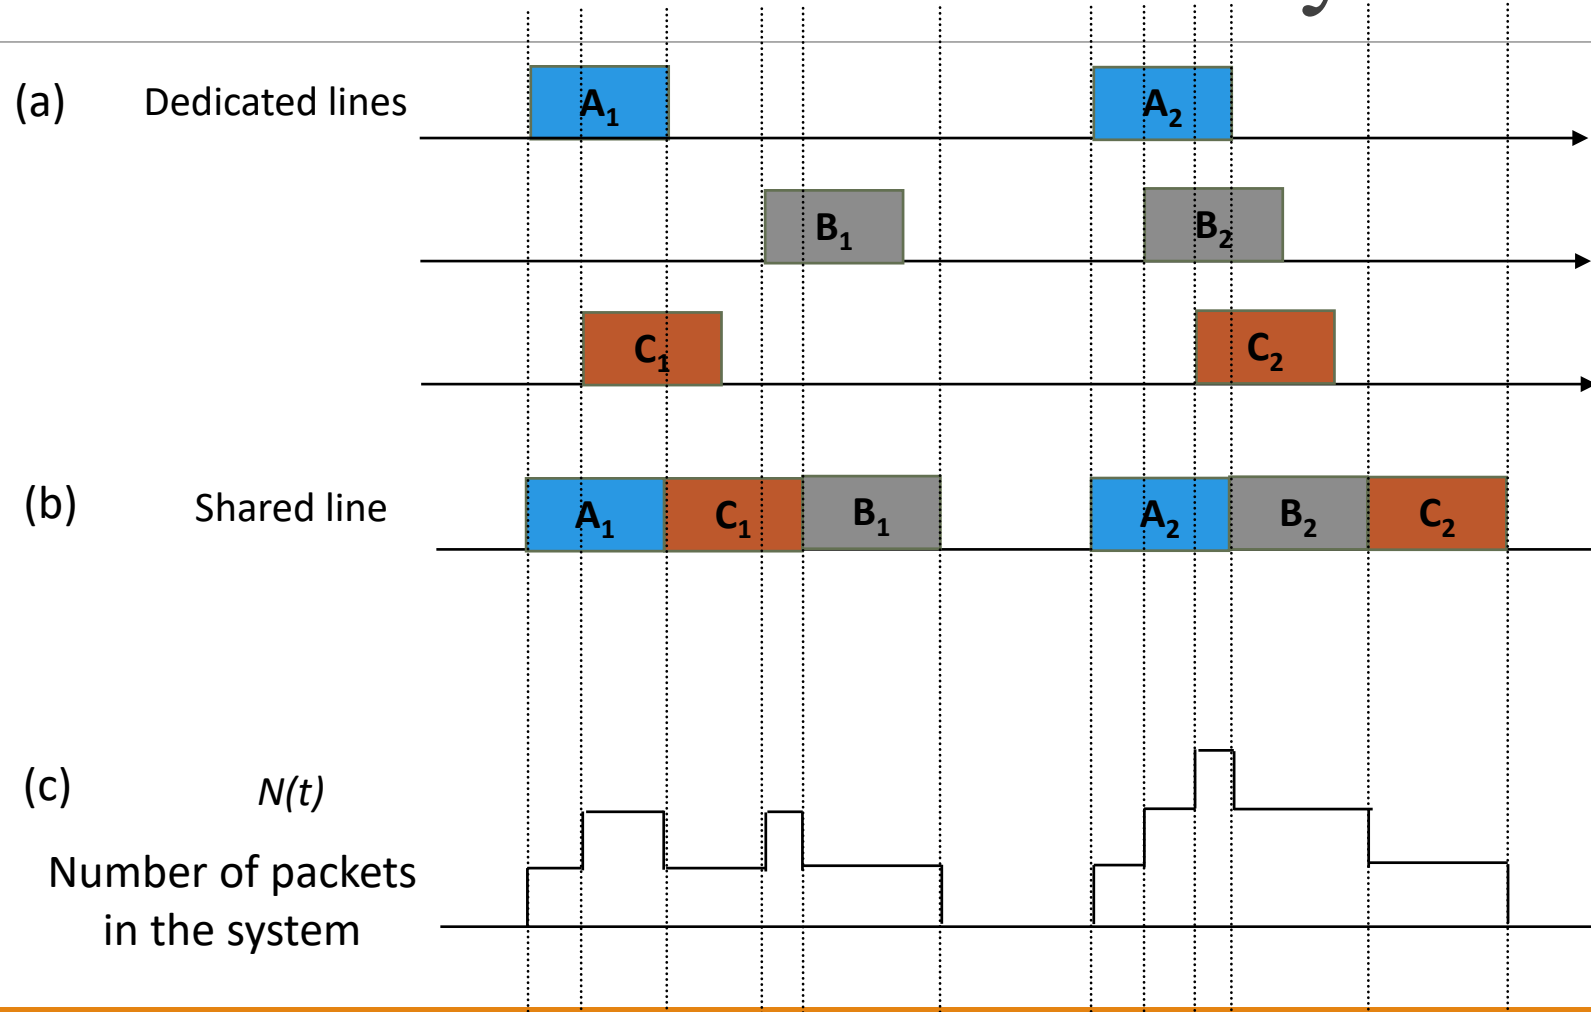 (a) Dedicated lines
A₁
A₂
B₁
B₂
C₁
C₂
(b) Shared line
A₁ C₁ B₁ A₂ B₂ C₂
(c) N(t)
Number of packets
in the system